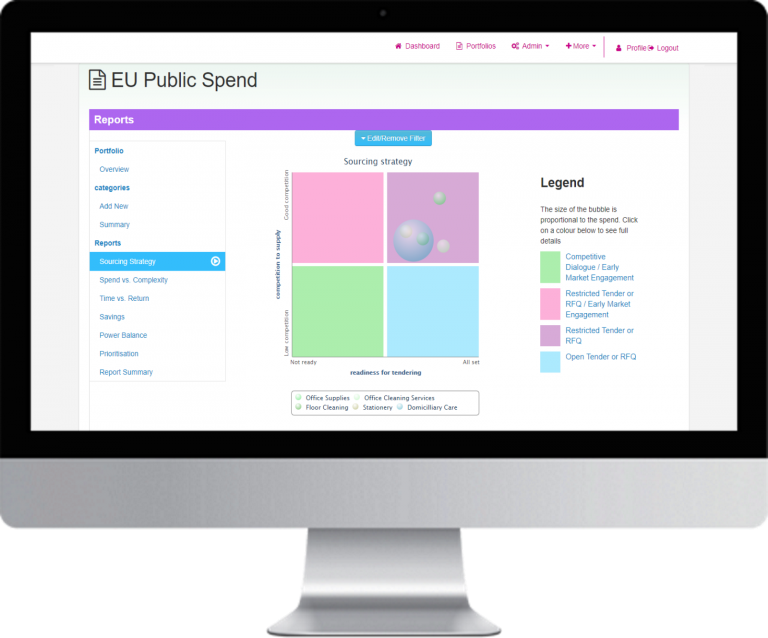 Dashboard
Portfolios
Admin
More
Profile
Logout
EU Public Spend
Reports
Edit/Remove Filter
Portfolio
Overview
categories
Add New
Summary
Reports
Sourcing Strategy
Spend vs. Complexity
Time vs. Return
Savings
Power Balance
Prioritisation
Report Summary
Sourcing strategy
Good competition
competition to supply
Low competition
Not ready
All set
readiness for tendering
Office Supplies
Office Cleaning Services
Floor Cleaning
Stationery
Domicilliary Care
Legend
The size of the bubble is
proportional to the spend. Click
on a colour below to see full
details
Competitive
Dialogue / Early
Market Engagement
Restricted Tender or
RFQ / Early Market
Engagement
Restricted Tender or
RFQ
Open Tender or RFQ